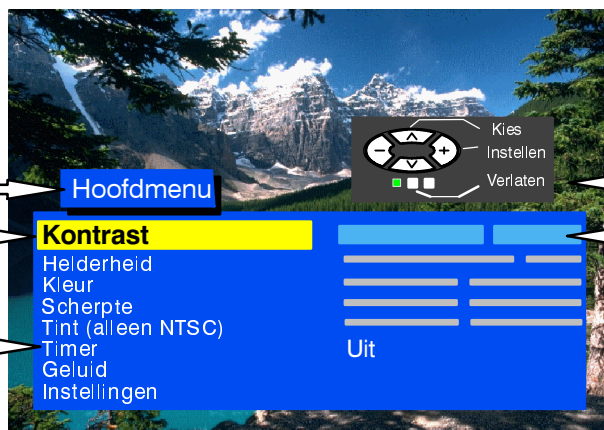 Kies
Instellen
Verlaten
Hoofdmenu
Kontrast
Helderheid
Kleur
Scherpte
Tint (alleen NTSC)
Timer Uit
Geluid
Instellingen